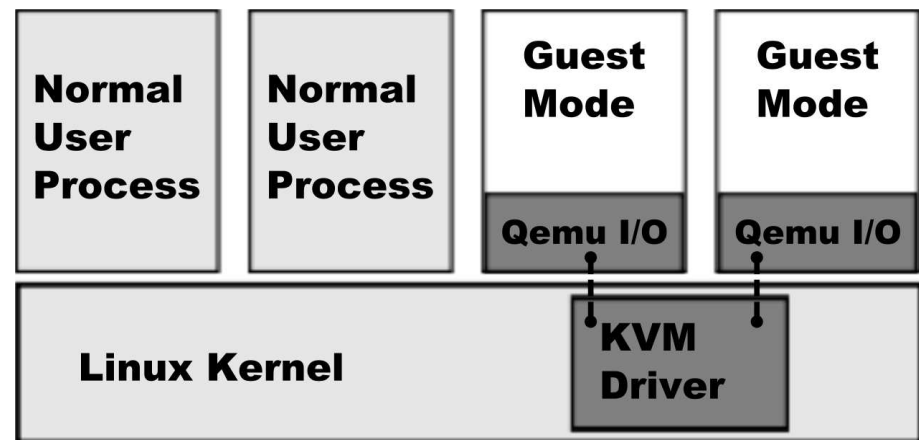 Normal
User
Process
Normal
User
Process
Guest
Mode
Qemu I/O
Guest
Mode
Qemu I/O
Linux Kernel
KVM
Driver